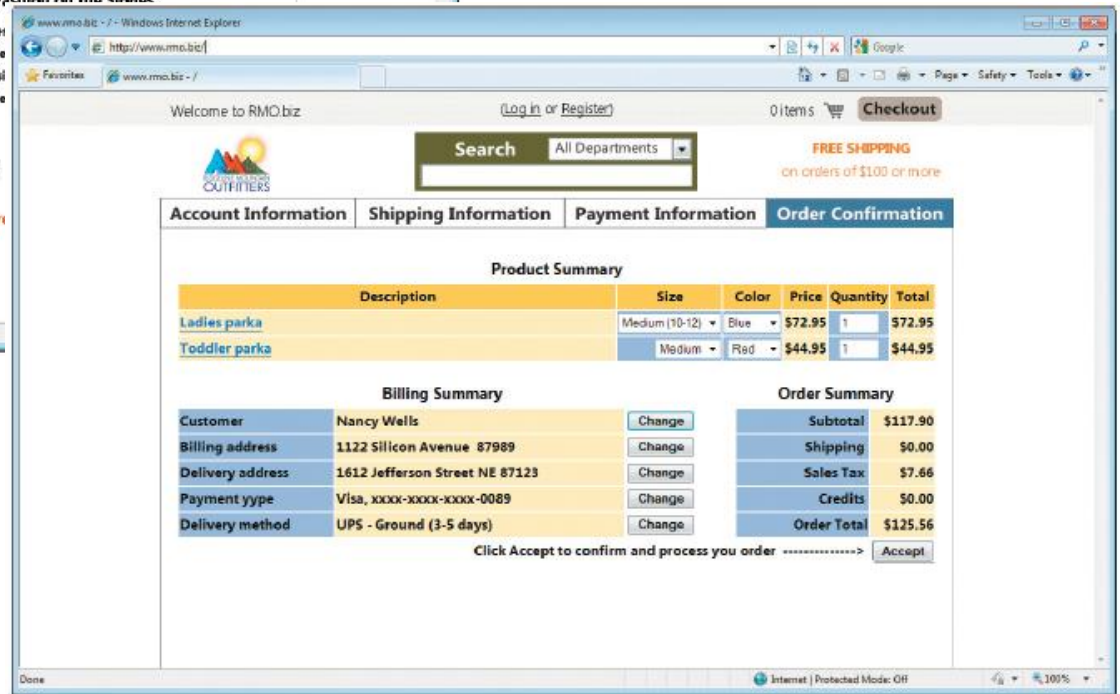 www.rmo.biz - / - Windows Internet Explorer
http://www.rmo.biz/
Google
Favorites
www.rmo.biz - /
Page
Safety
Tools
Welcome to RMO.biz
(Log in or Register)
0 items
Checkout
Search
All Departments
FREE SHIPPING
on orders of $100 or more
MOUNTAIN
OUTFITTERS
Account Information
Shipping Information
Payment Information
Order Confirmation
Product Summary
Description Size Color Price Quantity Total
Ladies parka Medium (10-12) Blue $72.95 1 $72.95
Toddler parka Medium Red $44.95 1 $44.95
Billing Summary
Customer Nancy Wells Change
Billing address 1122 Silicon Avenue 87989 Change
Delivery address 1612 Jefferson Street NE 87123 Change
Payment yype Visa, xxxx-xxxx-xxxx-0089 Change
Delivery method UPS - Ground (3-5 days) Change
Order Summary
Subtotal $117.90
Shipping $0.00
Sales Tax $7.66
Credits $0.00
Order Total $125.56
Click Accept to confirm and process you order --------------> Accept
Done
Internet | Protected Mode: Off
100%